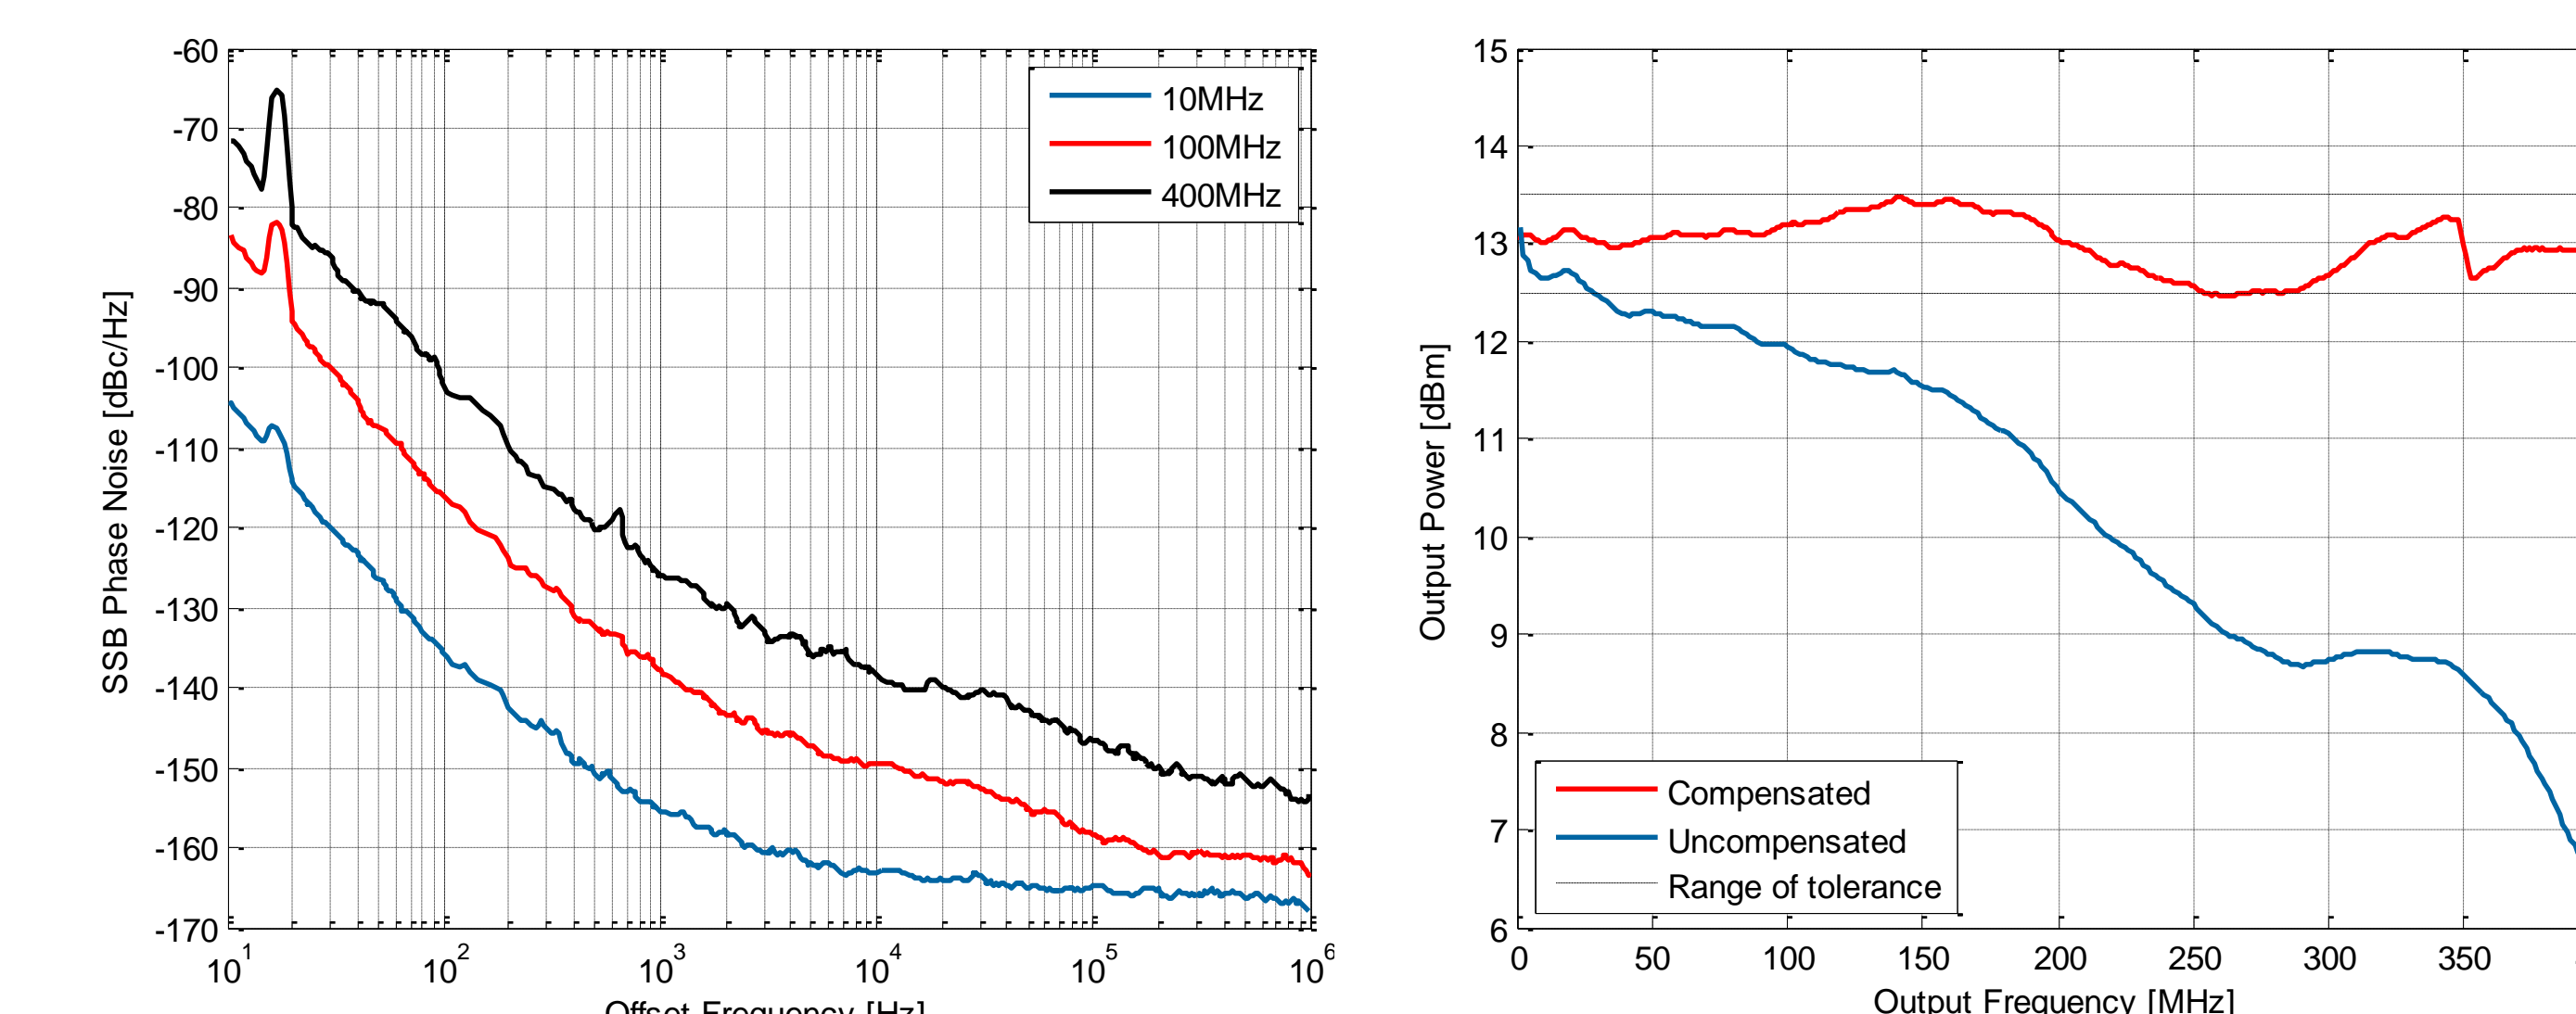 -60
-70
-80
-90
-100
-110
-120
-130
-140
-150
-160
-170
SSB Phase Noise [dBc/Hz]
10MHz
100MHz
400MHz
10^1 10^2 10^3 10^4 10^5 10^6
Offset Frequency [Hz]
15
14
13
12
11
10
9
8
7
6
Output Power [dBm]
Compensated
Uncompensated
Range of tolerance
0 50 100 150 200 250 300 350
Output Frequency [MHz]